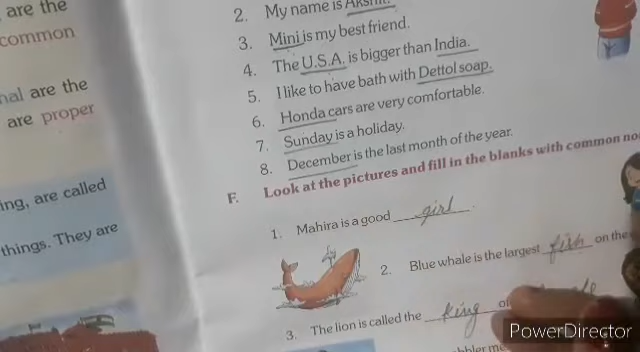 are the
common
nal are the
are proper
ing, are called
things. They are
2. My name is Akshit.
3. Mini is my best friend.
4. The U.S.A. is bigger than India.
5. I like to have bath with Dettol soap.
6. Honda cars are very comfortable.
7. Sunday is a holiday.
8. December is the last month of the year.
F. Look at the pictures and fill in the blanks with common no
1. Mahira is a good girl.
2. Blue whale is the largest fish on the
3. The lion is called the king of
PowerDirector